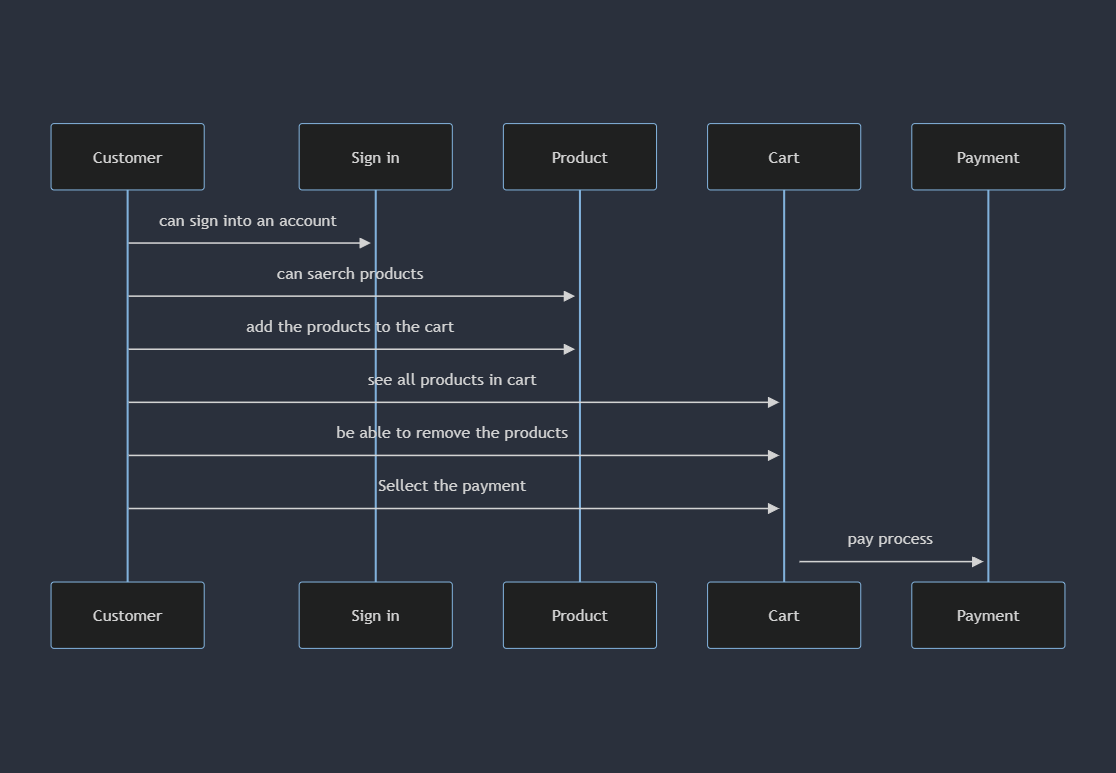 Customer
Sign in
Product
Cart
Payment
can sign into an account
can saerch products
add the products to the cart
see all products in cart
be able to remove the products
Sellect the payment
pay process
Customer
Sign in
Product
Cart
Payment